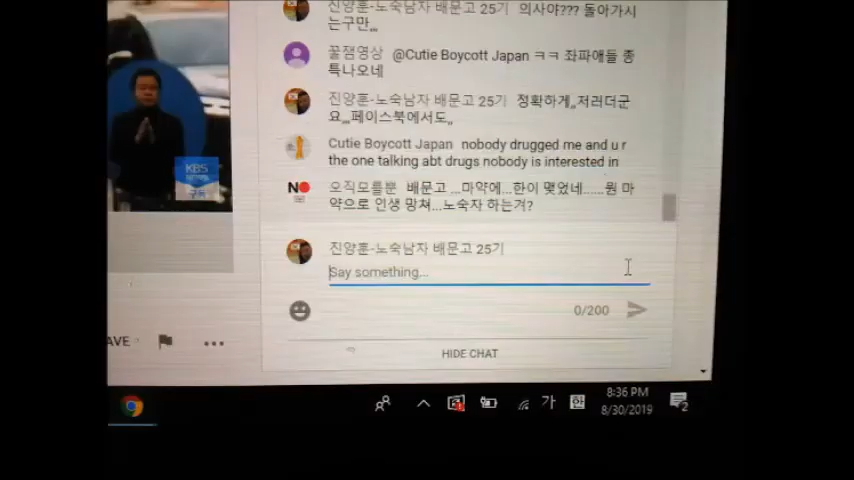 진양훈-노숙남자 배문고 25기 의사야??? 돌아가시
는구만,,,
꿀잼영상 @Cutie Boycott Japan ㅋㅋ 좌파애들 종
특나오네
진양훈-노숙남자 배문고 25기 정확하게,,저러더군
요,,,페이스북에서도,,
Cutie Boycott Japan nobody drugged me and u r
the one talking abt drugs nobody is interested in
NO
오직모를뿐 배문고 ...마약에...한이 맺었네......뭔 마
약으로 인생 망쳐...노숙자 하는겨?
진양훈-노숙남자 배문고 25기
Say something...
0/200
HIDE CHAT
KBS
구독
AVE
가
한
8:36 PM
8/30/2019
2